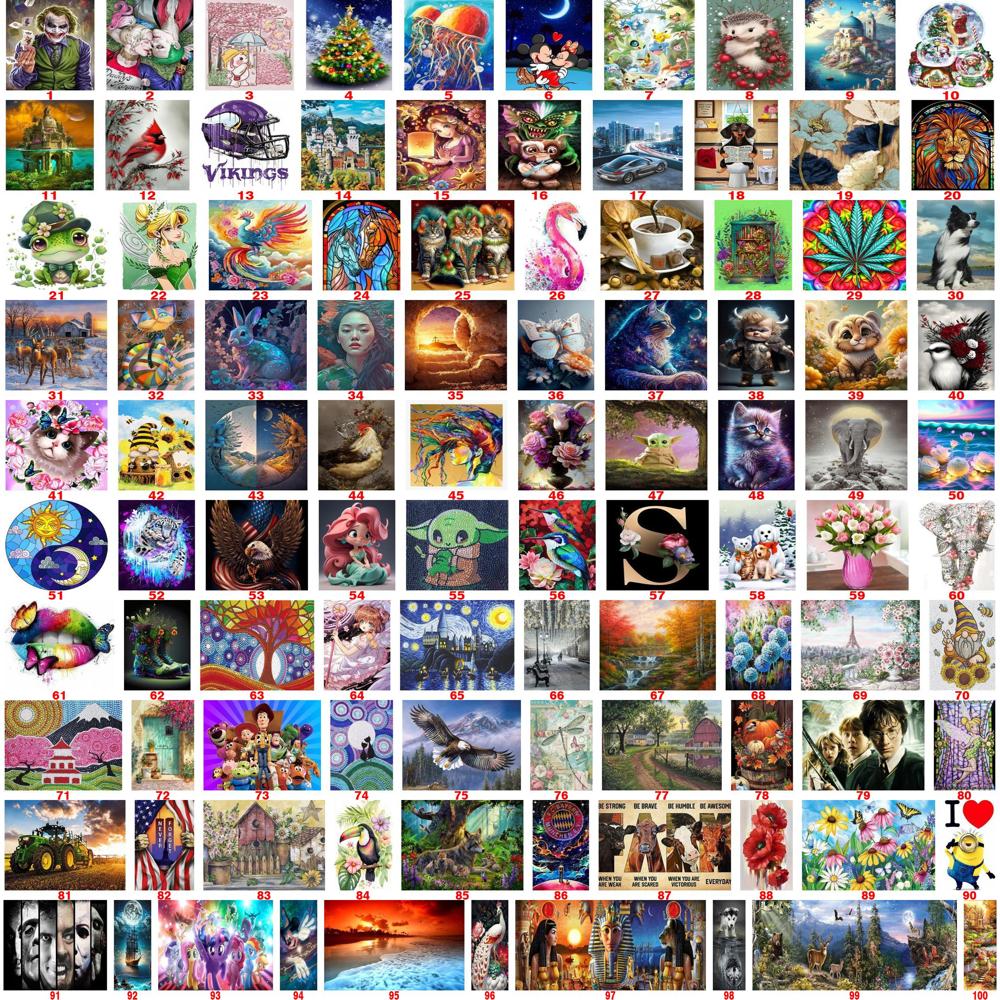 1 2 3 4 5 6 7 8 9 10
VIKINGS
11 12 13 14 15 16 17 18 19 20
21 22 23 24 25 26 27 28 29 30
31 32 33 34 35 36 37 38 39 40
41 42 43 44 45 46 47 48 49 50
S
51 52 53 54 55 56 57 58 59 60
61 62 63 64 65 66 67 68 69 70
71 72 73 74 75 76 77 78 79 80
BE STRONG BE BRAVE BE HUMBLE BE AWESOME
I
NEVER FORGET
WHEN YOU ARE WEAK
WHEN YOU ARE SCARED
WHEN YOU ARE VICTORIOUS
EVERYDAY
81 82 83 84 85 86 87 88 89 90
91 92 93 94 95 96 97 98 99 100